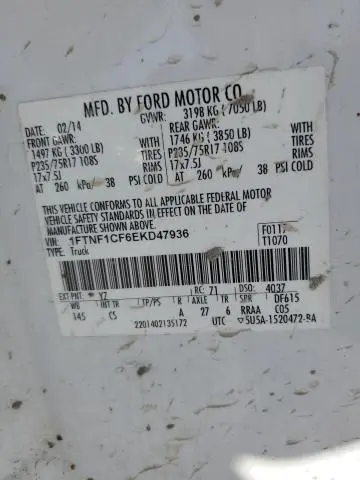 MFD. BY FORD MOTOR CO.
DATE: 02/14 GVWR: 3198 KG (7050 LB)
FRONT GAWR: REAR GAWR:
1497 KG (3300 LB) 1746 KG (3850 LB)
P235/75R17 108S TIRES P235/75R17 108S TIRES
17x7.5J RIMS 17x7.5J RIMS
AT 260 kPa/ 38 PSI COLD AT 260 kPa/ 38 PSI COLD
THIS VEHICLE CONFORMS TO ALL APPLICABLE FEDERAL MOTOR
VEHICLE SAFETY STANDARDS IN EFFECT ON THE DATE OF
MANUFACTURE SHOWN ABOVE.
VIN: 1FTNF1CF6EKD47936 F0117
TYPE: Truck T1070
EXT PNT: YZ RC: 71 DSO: 4037
WB INT TR TP/PS R AXLE TR SPR DF615
145 CS A 27 6 RRAA C05
2201402135172 UTC 5U5A-1520472-BA